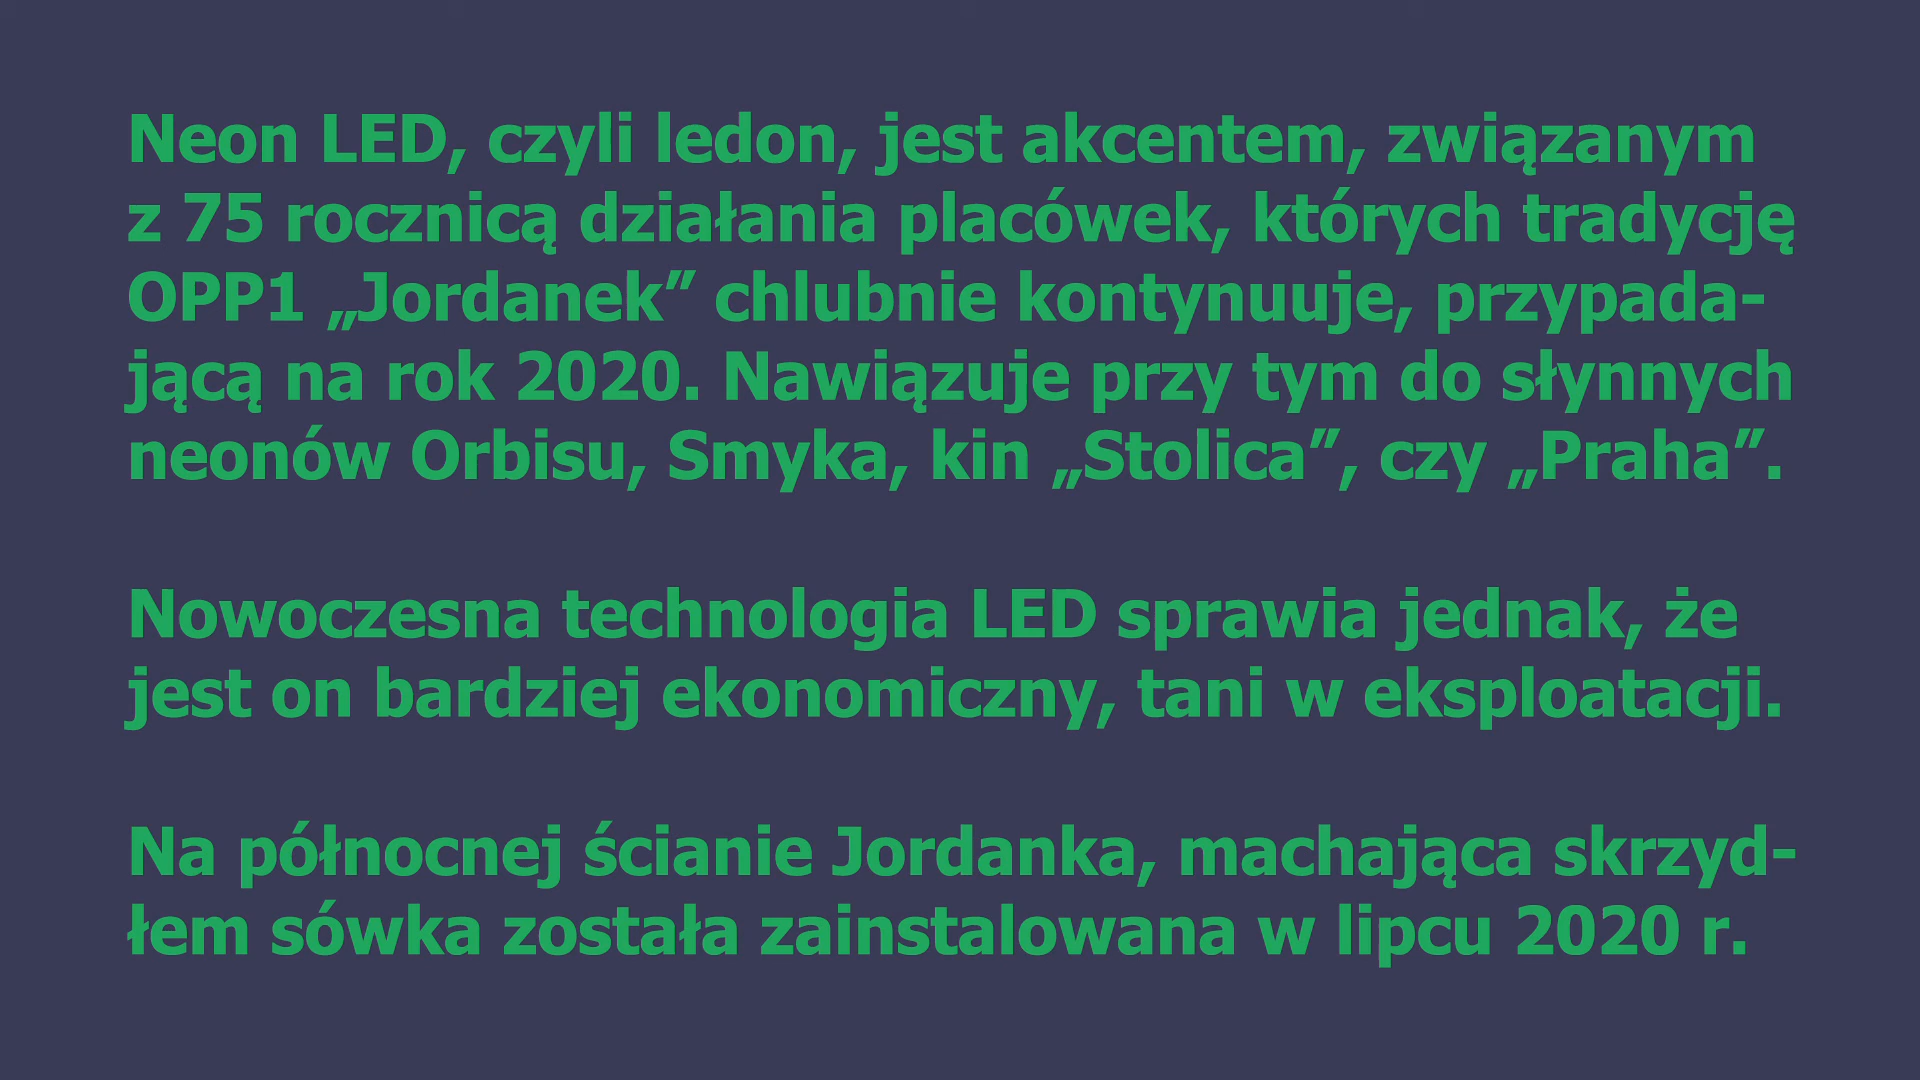 Neon LED, czyli ledon, jest akcentem, związanym
z 75 rocznicą działania placówek, których tradycję
OPP1 „Jordanek” chlubnie kontynuuje, przypada-
jącą na rok 2020. Nawiązuje przy tym do słynnych
neonów Orbisu, Smyka, kin „Stolica”, czy „Praha”.
Nowoczesna technologia LED sprawia jednak, że
jest on bardziej ekonomiczny, tani w eksploatacji.
Na północnej ścianie Jordanka, machająca skrzyd-
łem sówka została zainstalowana w lipcu 2020 r.